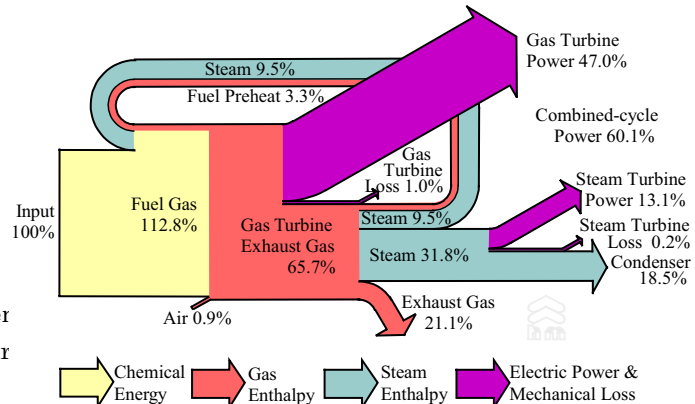 Gas Turbine
Power 47.0%
Steam 9.5%
Fuel Preheat 3.3%
Combined-cycle
Power 60.1%
Gas
Turbine
Loss 1.0%
Steam Turbine
Power 13.1%
Input
100%
Fuel Gas
112.8%
Gas Turbine
Exhaust Gas
65.7%
Steam 9.5%
Steam 31.8%
Steam Turbine
Loss 0.2%
Condenser
18.5%
Air 0.9%
Exhaust Gas
21.1%
er
r
Chemical
Energy
Gas
Enthalpy
Steam
Enthalpy
Electric Power &
Mechanical Loss